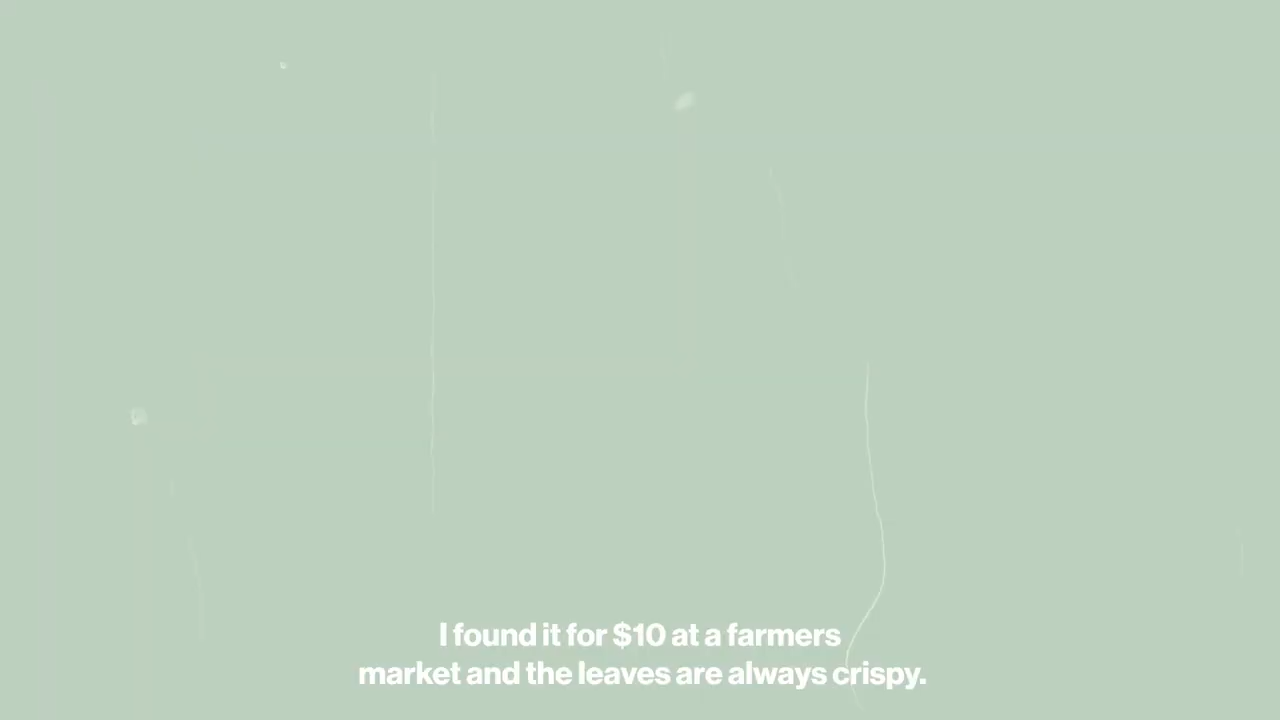 I found it for $10 at a farmers
market and the leaves are always crispy.